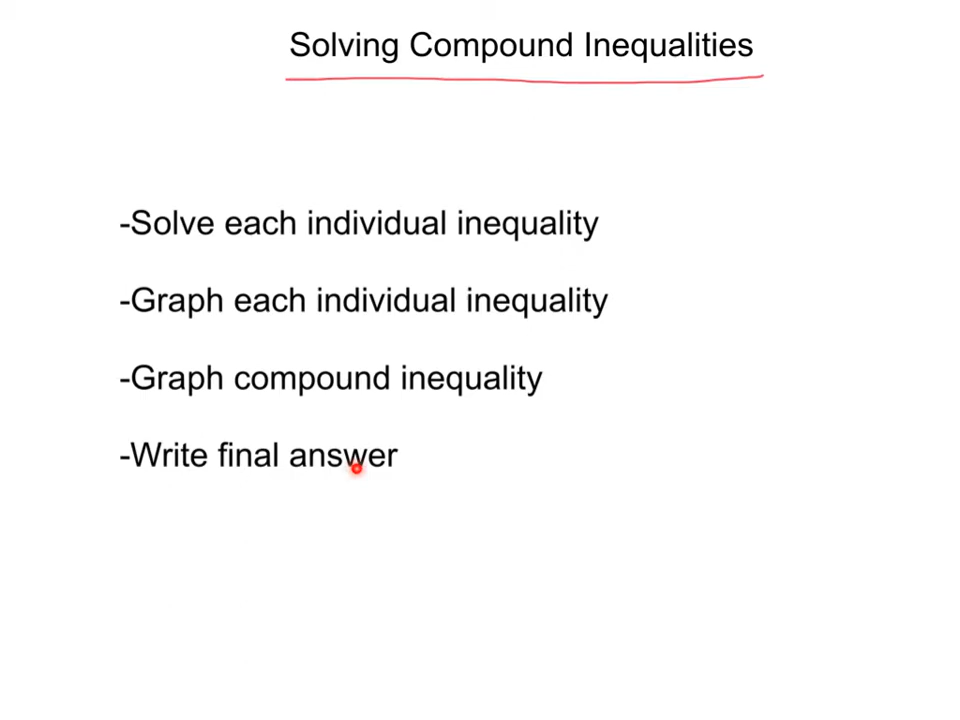 Solving Compound Inequalities
-Solve each individual inequality
-Graph each individual inequality
-Graph compound inequality
-Write final answer